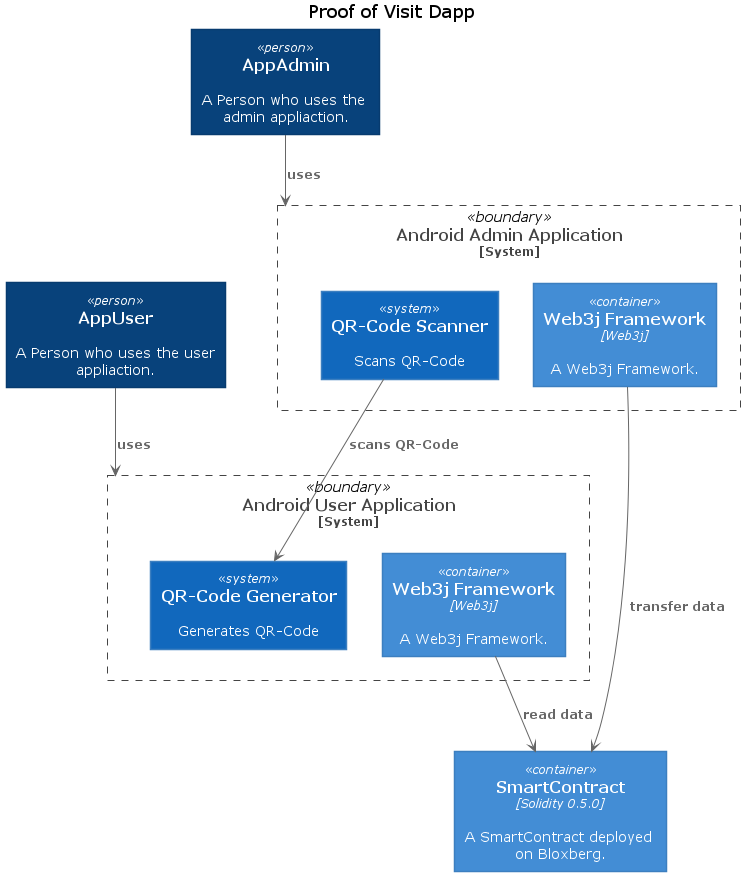 Proof of Visit Dapp
«person»
AppAdmin
A Person who uses the
admin appliaction.
uses
«boundary»
Android Admin Application
[System]
«system»
QR-Code Scanner
Scans QR-Code
«container»
Web3j Framework
[Web3j]
A Web3j Framework.
«person»
AppUser
A Person who uses the user
appliaction.
uses
scans QR-Code
«boundary»
Android User Application
[System]
«system»
QR-Code Generator
Generates QR-Code
«container»
Web3j Framework
[Web3j]
A Web3j Framework.
transfer data
read data
«container»
SmartContract
[Solidity 0.5.0]
A SmartContract deployed
on Bloxberg.